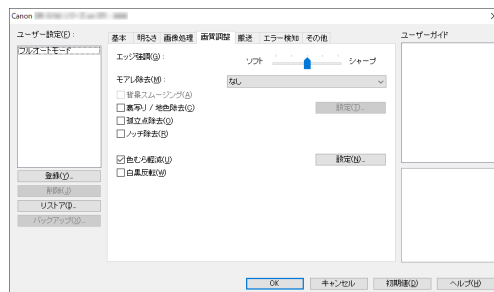 Canon
ユーザー設定(F):
フルオートモード
登録(Y)...
削除(J)
リストア(I)...
バックアップ(X)...
基本 明るさ 画像処理 画質調整 搬送 エラー検知 その他
エッジ強調(G):
ソフト シャープ
モアレ除去(M):
なし
背景スムージング(A)
裏写り / 地色除去(C)
設定(T)...
孤立点除去(O)
ノッチ除去(R)
色むら軽減(U)
設定(N)...
白黒反転(W)
ユーザーガイド
OK キャンセル 初期値(D) ヘルプ(H)